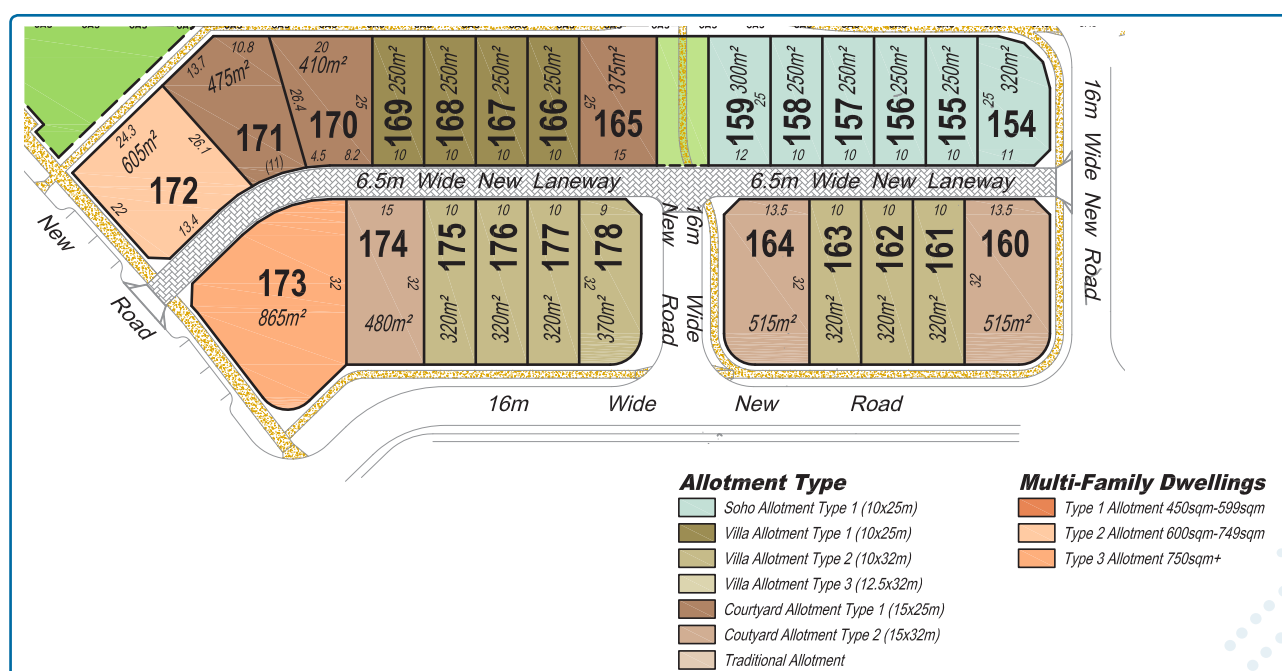 10.8
13.7
475m²
171
(11)
20
410m²
26.4
25
170
4.5
8.2
250m²
169
10
250m²
168
10
250m²
167
10
250m²
166
10
375m²
25
165
15
300m²
25
159
12
250m²
158
10
250m²
157
10
250m²
156
10
250m²
155
10
320m²
25
154
11
24.3
605m²
26.1
172
22
13.4
6.5m Wide New Laneway
6.5m Wide New Laneway
16m Wide New Road
New Road
173
32
865m²
15
174
32
480m²
10
175
320m²
10
176
320m²
10
177
320m²
9
178
32
370m²
16m Wide
New Road
13.5
164
32
515m²
10
163
320m²
10
162
320m²
10
161
320m²
13.5
160
32
515m²
16m Wide New Road
Allotment Type
Soho Allotment Type 1 (10x25m)
Villa Allotment Type 1 (10x25m)
Villa Allotment Type 2 (10x32m)
Villa Allotment Type 3 (12.5x32m)
Courtyard Allotment Type 1 (15x25m)
Coutyard Allotment Type 2 (15x32m)
Traditional Allotment
Multi-Family Dwellings
Type 1 Allotment 450sqm-599sqm
Type 2 Allotment 600sqm-749sqm
Type 3 Allotment 750sqm+